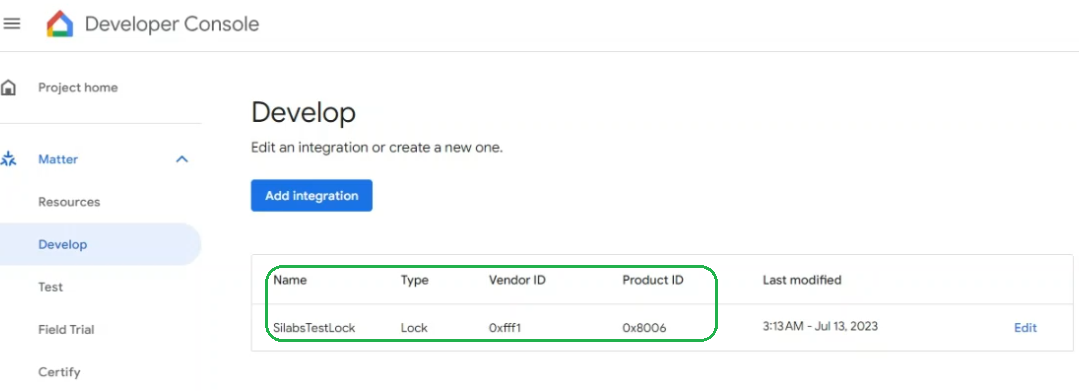 Developer Console
Project home
Matter
Resources
Develop
Test
Field Trial
Certify
Develop
Edit an integration or create a new one.
Add integration
Name Type Vendor ID Product ID Last modified
SilabsTestLock Lock 0xfff1 0x8006 3:13 AM - Jul 13, 2023 Edit